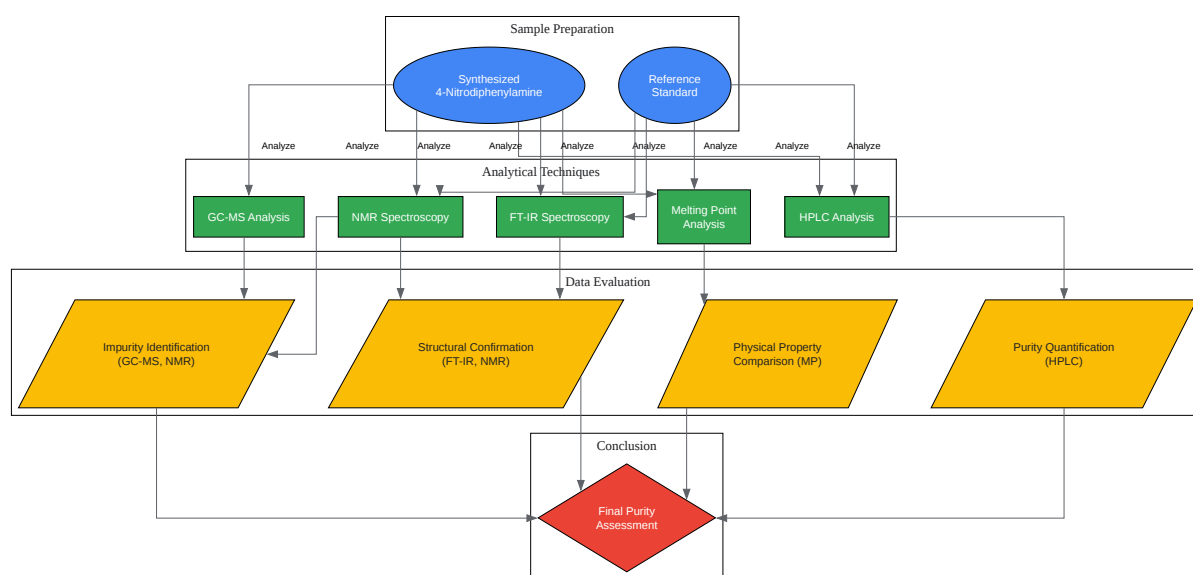 Sample Preparation
Synthesized
4-Nitrodiphenylamine
Reference
Standard
Analyze
Analyze
Analyze
Analyze
Analyze
Analyze
Analyze
Analyze
Analyze
Analytical Techniques
GC-MS Analysis
NMR Spectroscopy
FT-IR Spectroscopy
Melting Point
Analysis
HPLC Analysis
Data Evaluation
Impurity Identification
(GC-MS, NMR)
Structural Confirmation
(FT-IR, NMR)
Physical Property
Comparison (MP)
Purity Quantification
(HPLC)
Conclusion
Final Purity
Assessment